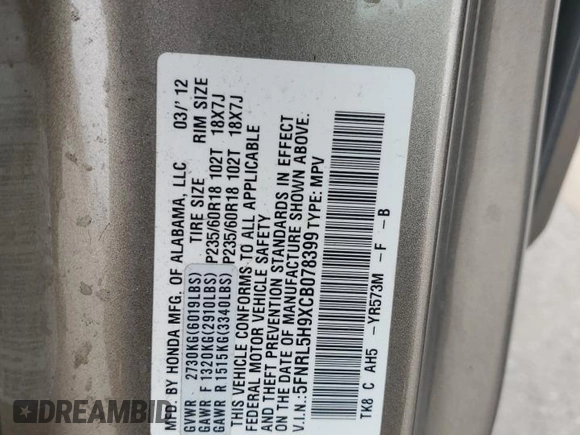 MFD. BY HONDA MFG. OF ALABAMA, LLC 03/' 12
TIRE SIZE RIM SIZE
GVWR 2730KG(6019LBS)
GAWR F 1320KG(2910LBS) P235/60R18 102T 18X7J
GAWR R 1515KG(3340LBS) P235/60R18 102T 18X7J
THIS VEHICLE CONFORMS TO ALL APPLICABLE
FEDERAL MOTOR VEHICLE SAFETY
AND THEFT PREVENTION STANDARDS IN EFFECT
ON THE DATE OF MANUFACTURE SHOWN ABOVE.
V.I.N.:5FNRL5H9XCB078399 TYPE: MPV
TK8 C AH5 -YR573M -F -B
DREAMBID